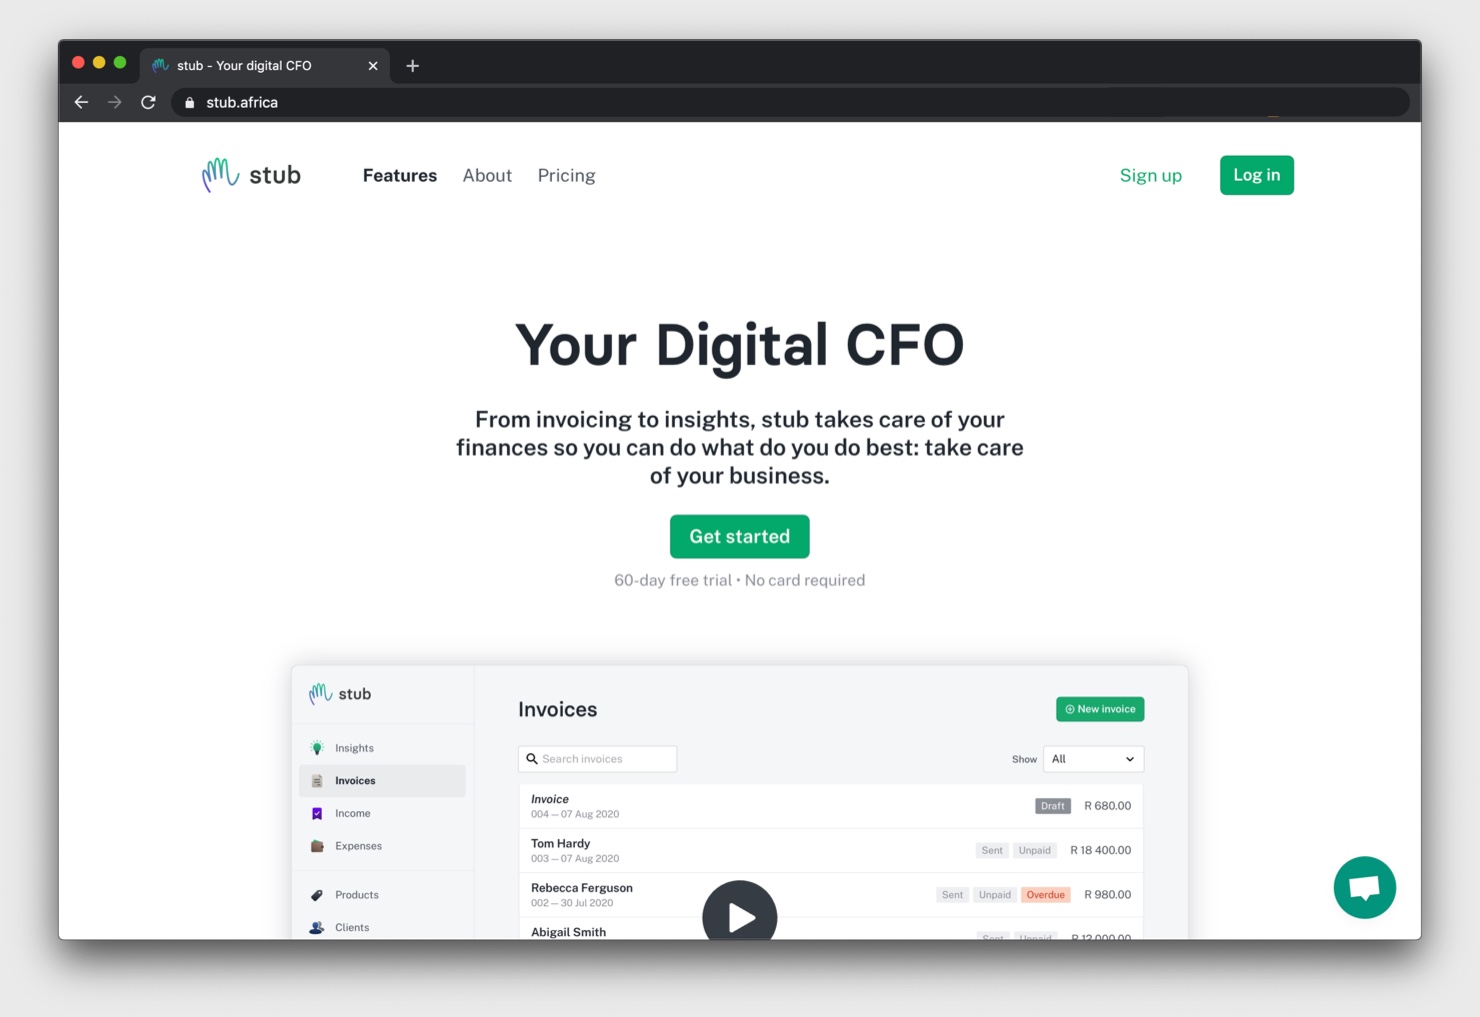 stub - Your digital CFO
stub.africa
stub
Features
About
Pricing
Sign up
Log in
Your Digital CFO
From invoicing to insights, stub takes care of your
finances so you can do what do you do best: take care
of your business.
Get started
60-day free trial • No card required
stub
Insights
Invoices
Income
Expenses
Products
Clients
Invoices
New invoice
Search invoices
Show
All
Invoice
004 — 07 Aug 2020
Draft
R 680.00
Tom Hardy
003 — 07 Aug 2020
Sent
Unpaid
R 18 400.00
Rebecca Ferguson
002 — 30 Jul 2020
Sent
Unpaid
Overdue
R 980.00
Abigail Smith
Sent
Unpaid
R 12 000.00